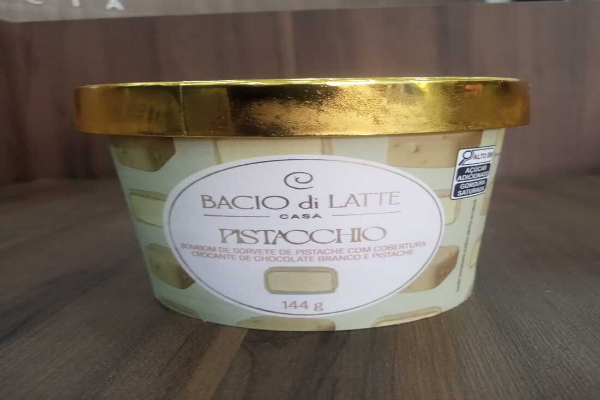 BACIO di LATTE
CASA
PISTACCHIO
BOMBOM DE SORVETE DE PISTACHE COM COBERTURA
CROCANTE DE CHOCOLATE BRANCO E PISTACHE
144 g
ALTO EM
AÇÚCAR
ADICIONADO
GORDURA
SATURADA